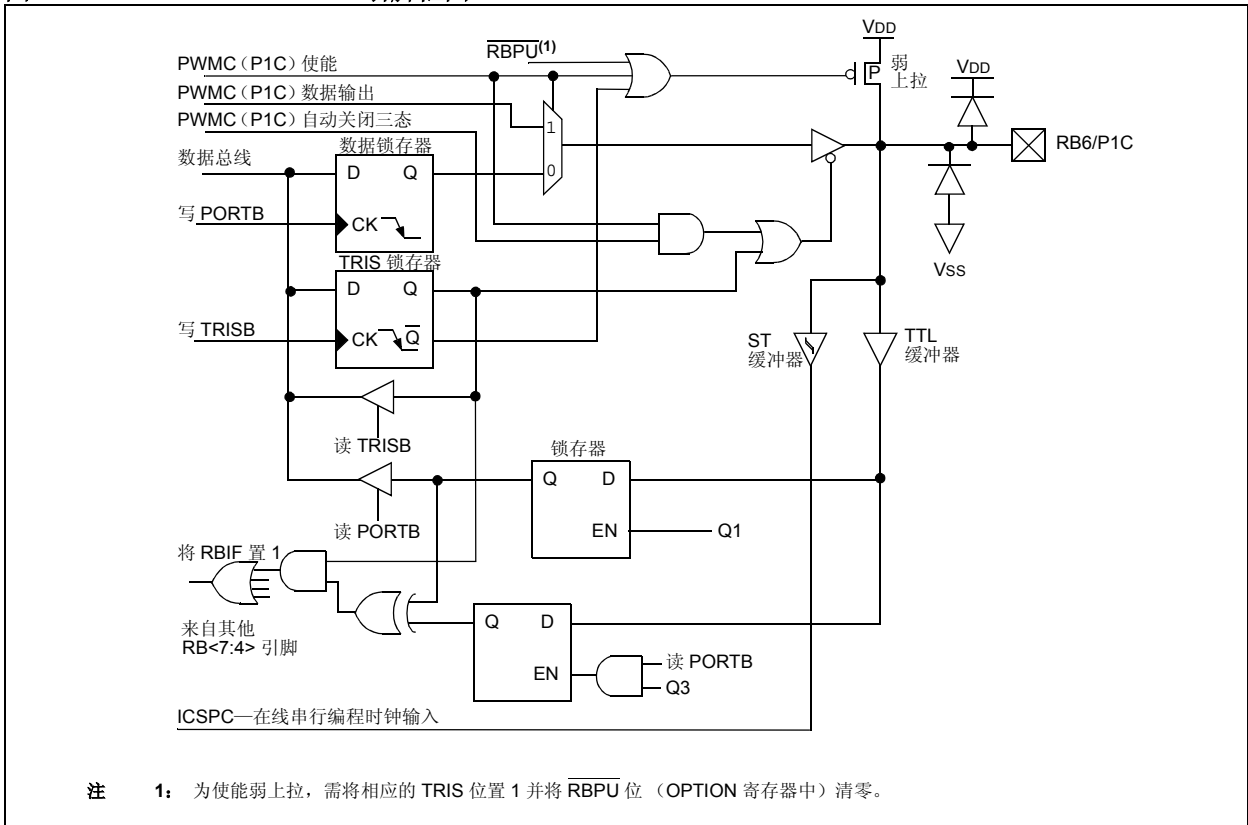 VDD
RBPU(1)
PWMC（P1C）使能
弱
上拉
P
VDD
PWMC（P1C）数据输出
1
PWMC（P1C）自动关闭三态
RB6/P1C
数据锁存器
数据总线
D Q
0
写 PORTB
CK
TRIS 锁存器
VSS
D Q
写 TRISB
CK Q
ST
缓冲器
TTL
缓冲器
读 TRISB
锁存器
Q D
读 PORTB
EN
Q1
将 RBIF 置 1
来自其他
RB<7:4> 引脚
Q D
EN
读 PORTB
Q3
ICSPC—在线串行编程时钟输入
注 1： 为使能弱上拉，需将相应的 TRIS 位置 1 并将 RBPU 位 （OPTION 寄存器中）清零。